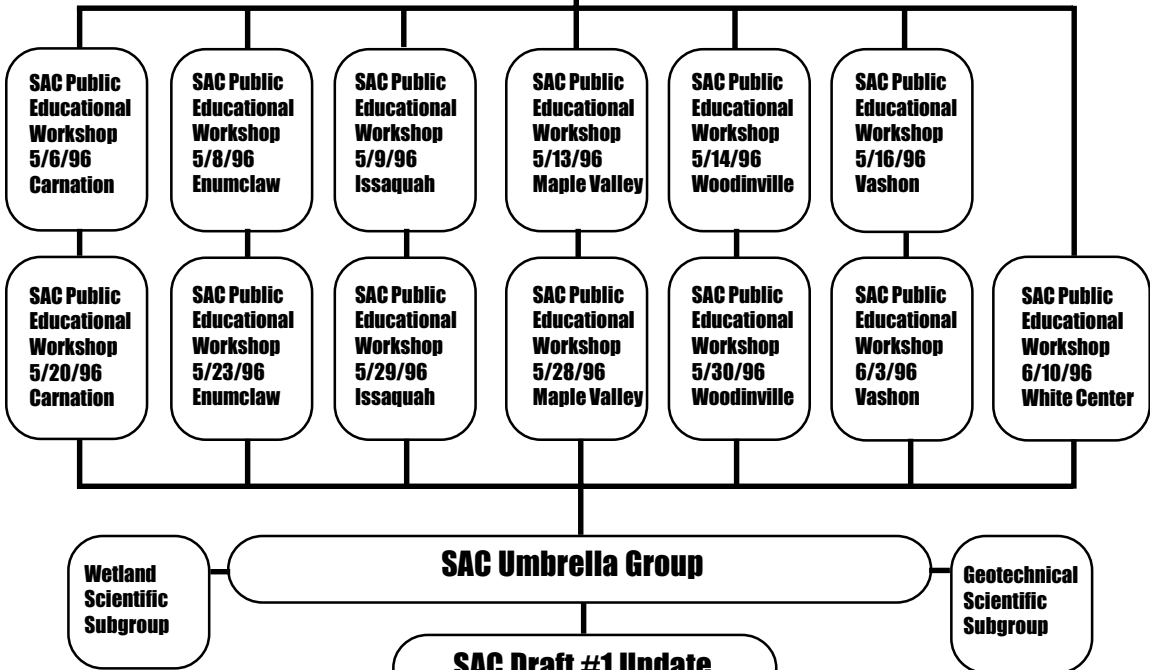 SAC Public
Educational
Workshop
5/6/96
Carnation
SAC Public
Educational
Workshop
5/8/96
Enumclaw
SAC Public
Educational
Workshop
5/9/96
Issaquah
SAC Public
Educational
Workshop
5/13/96
Maple Valley
SAC Public
Educational
Workshop
5/14/96
Woodinville
SAC Public
Educational
Workshop
5/16/96
Vashon
SAC Public
Educational
Workshop
5/20/96
Carnation
SAC Public
Educational
Workshop
5/23/96
Enumclaw
SAC Public
Educational
Workshop
5/29/96
Issaquah
SAC Public
Educational
Workshop
5/28/96
Maple Valley
SAC Public
Educational
Workshop
5/30/96
Woodinville
SAC Public
Educational
Workshop
6/3/96
Vashon
SAC Public
Educational
Workshop
6/10/96
White Center
Wetland
Scientific
Subgroup
SAC Umbrella Group
Geotechnical
Scientific
Subgroup
SAC Draft #1 Update